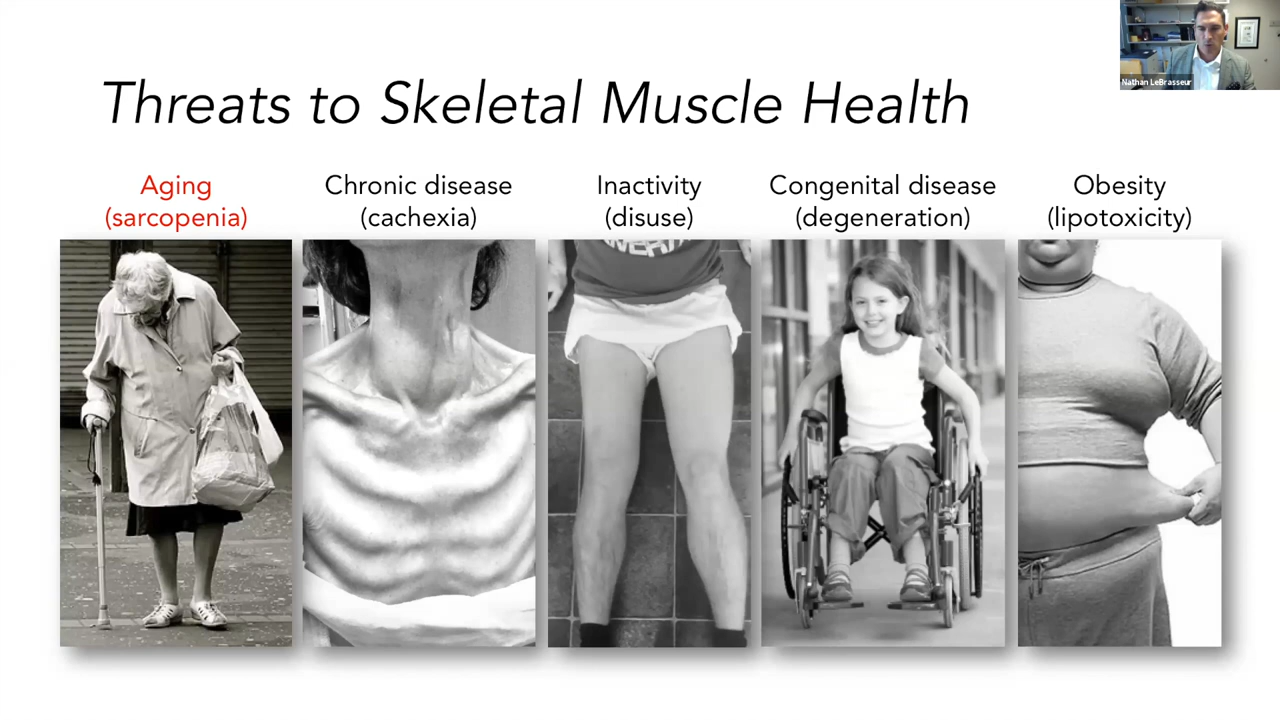 Nathan LeBrasseur
Threats to Skeletal Muscle Health
Aging
(sarcopenia)
Chronic disease
(cachexia)
Inactivity
(disuse)
Congenital disease
(degeneration)
Obesity
(lipotoxicity)